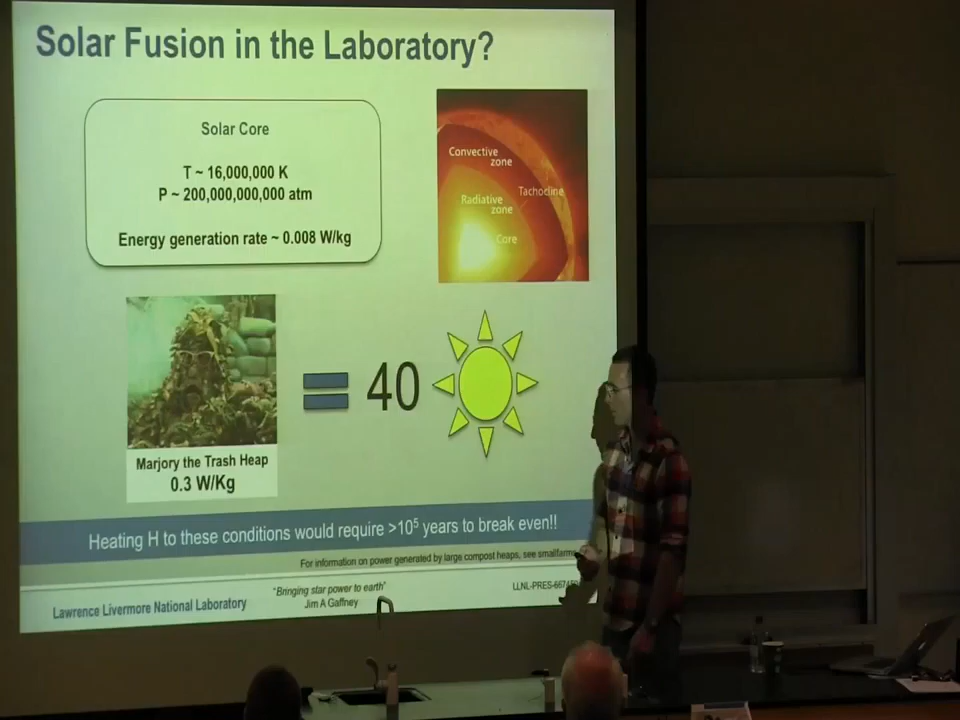 Solar Fusion in the Laboratory?
Solar Core
T ~ 16,000,000 K
P ~ 200,000,000,000 atm
Energy generation rate ~ 0.008 W/kg
Convective
zone
Tachocline
Radiative
zone
Core
= 40
Marjory the Trash Heap
0.3 W/Kg
Heating H to these conditions would require >10⁵ years to break even!!
For information on power generated by large compost heaps, see
"Bringing star power to earth"
Jim A Gaffney
Lawrence Livermore National Laboratory